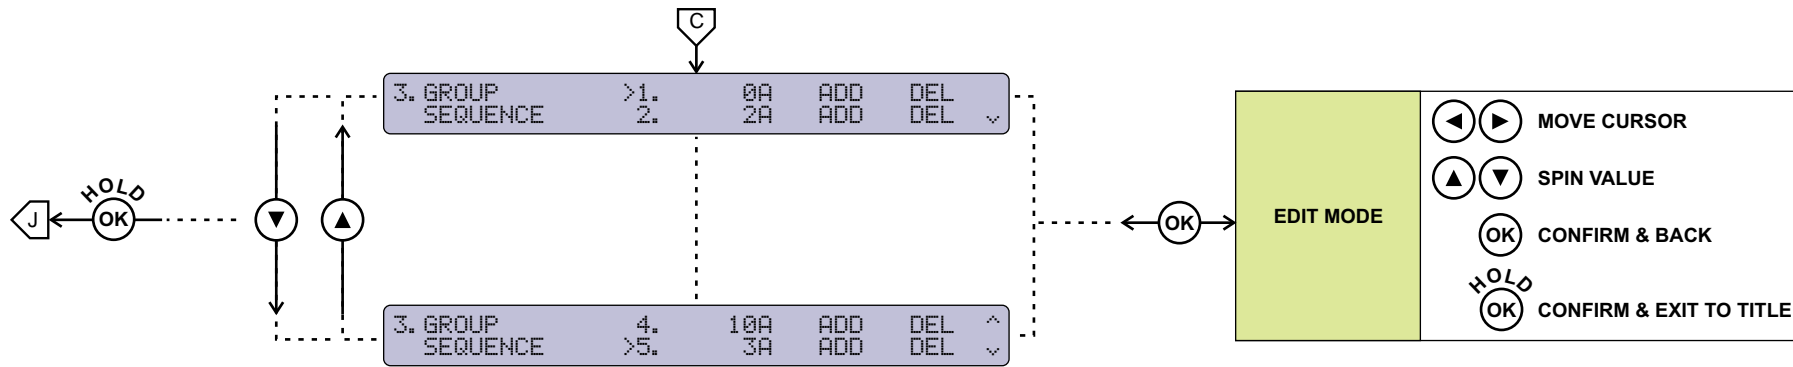 C
3. GROUP >1. 0A ADD DEL
SEQUENCE 2. 2A ADD DEL
MOVE CURSOR
SPIN VALUE
HOLD
J OK OK EDIT MODE
OK CONFIRM & BACK
HOLD
OK CONFIRM & EXIT TO TITLE
3. GROUP 4. 10A ADD DEL
SEQUENCE >5. 3A ADD DEL